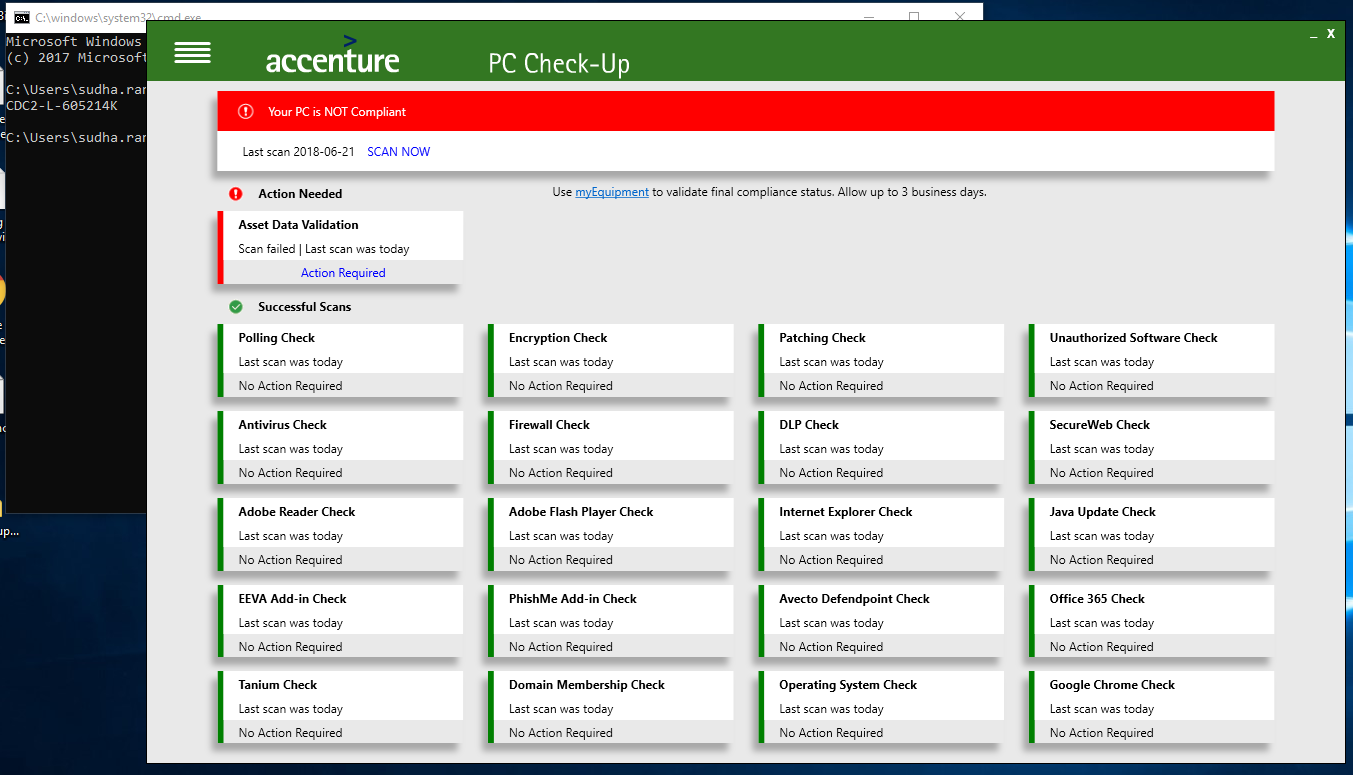 C:\windows\system32\cmd.exe
Microsoft Windows
(c) 2017 Microsoft
C:\Users\sudha.ran
CDC2-L-605214K
C:\Users\sudha.ran
accenture
PC Check-Up
_ X
Your PC is NOT Compliant
Last scan 2018-06-21 SCAN NOW
Action Needed
Use myEquipment to validate final compliance status. Allow up to 3 business days.
Asset Data Validation
Scan failed | Last scan was today
Action Required
Successful Scans
Polling Check
Last scan was today
No Action Required
Encryption Check
Last scan was today
No Action Required
Patching Check
Last scan was today
No Action Required
Unauthorized Software Check
Last scan was today
No Action Required
Antivirus Check
Last scan was today
No Action Required
Firewall Check
Last scan was today
No Action Required
DLP Check
Last scan was today
No Action Required
SecureWeb Check
Last scan was today
No Action Required
Adobe Reader Check
Last scan was today
No Action Required
Adobe Flash Player Check
Last scan was today
No Action Required
Internet Explorer Check
Last scan was today
No Action Required
Java Update Check
Last scan was today
No Action Required
EEVA Add-in Check
Last scan was today
No Action Required
PhishMe Add-in Check
Last scan was today
No Action Required
Avecto Defendpoint Check
Last scan was today
No Action Required
Office 365 Check
Last scan was today
No Action Required
Tanium Check
Last scan was today
No Action Required
Domain Membership Check
Last scan was today
No Action Required
Operating System Check
Last scan was today
No Action Required
Google Chrome Check
Last scan was today
No Action Required
up...